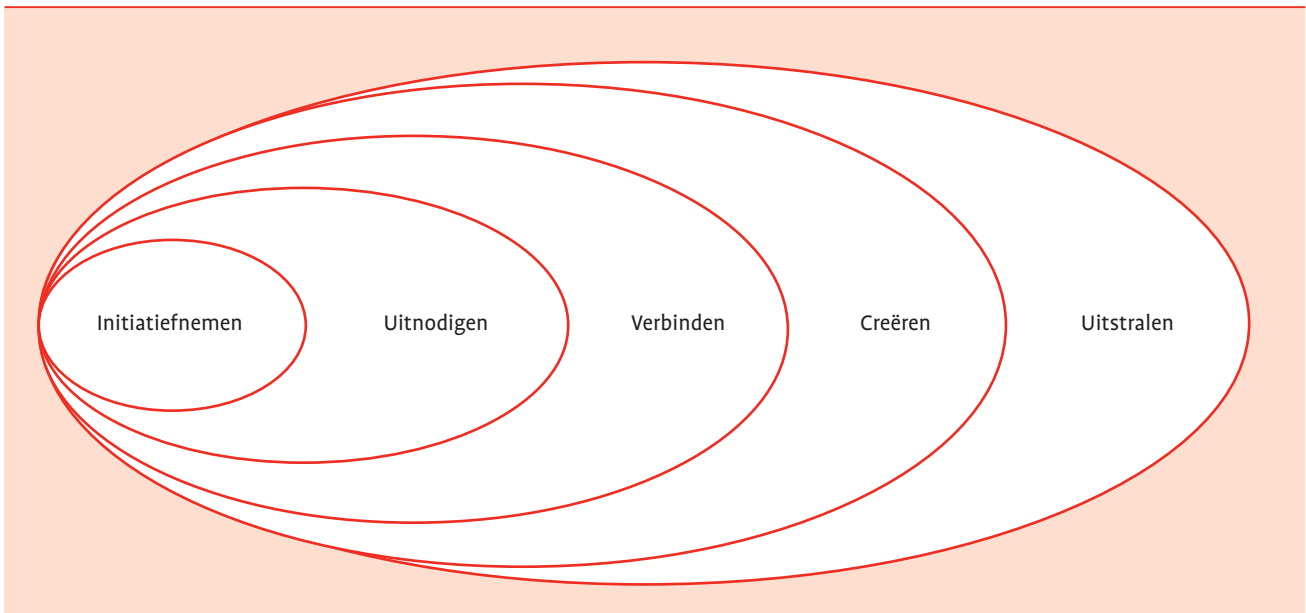 Initiatiefnemen
Uitnodigen
Verbinden
Creëren
Uitstralen